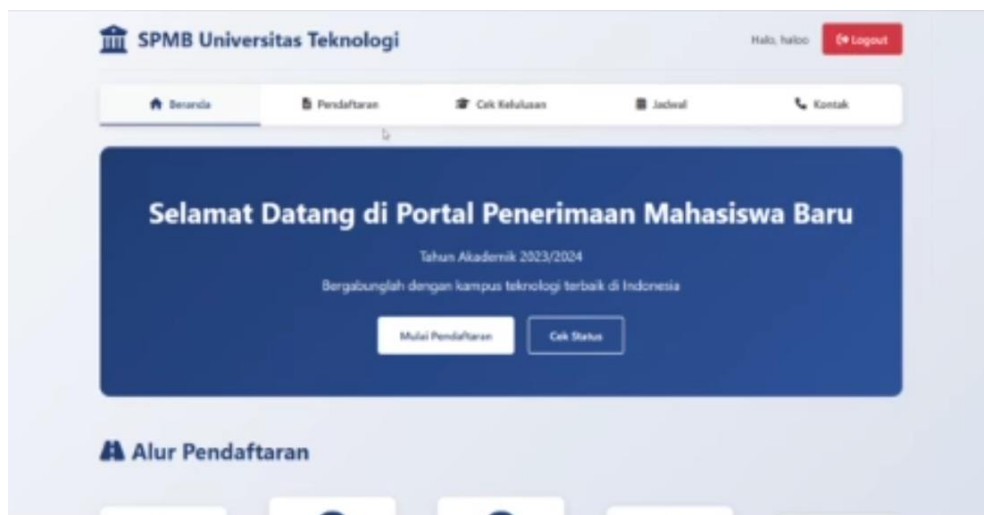 SPMB Universitas Teknologi
Halo, haloo
Logout
Beranda
Pendaftaran
Cek Kelulusan
Jadwal
Kontak
Selamat Datang di Portal Penerimaan Mahasiswa Baru
Tahun Akademik 2023/2024
Bergabunglah dengan kampus teknologi terbaik di Indonesia
Mulai Pendaftaran
Cek Status
Alur Pendaftaran